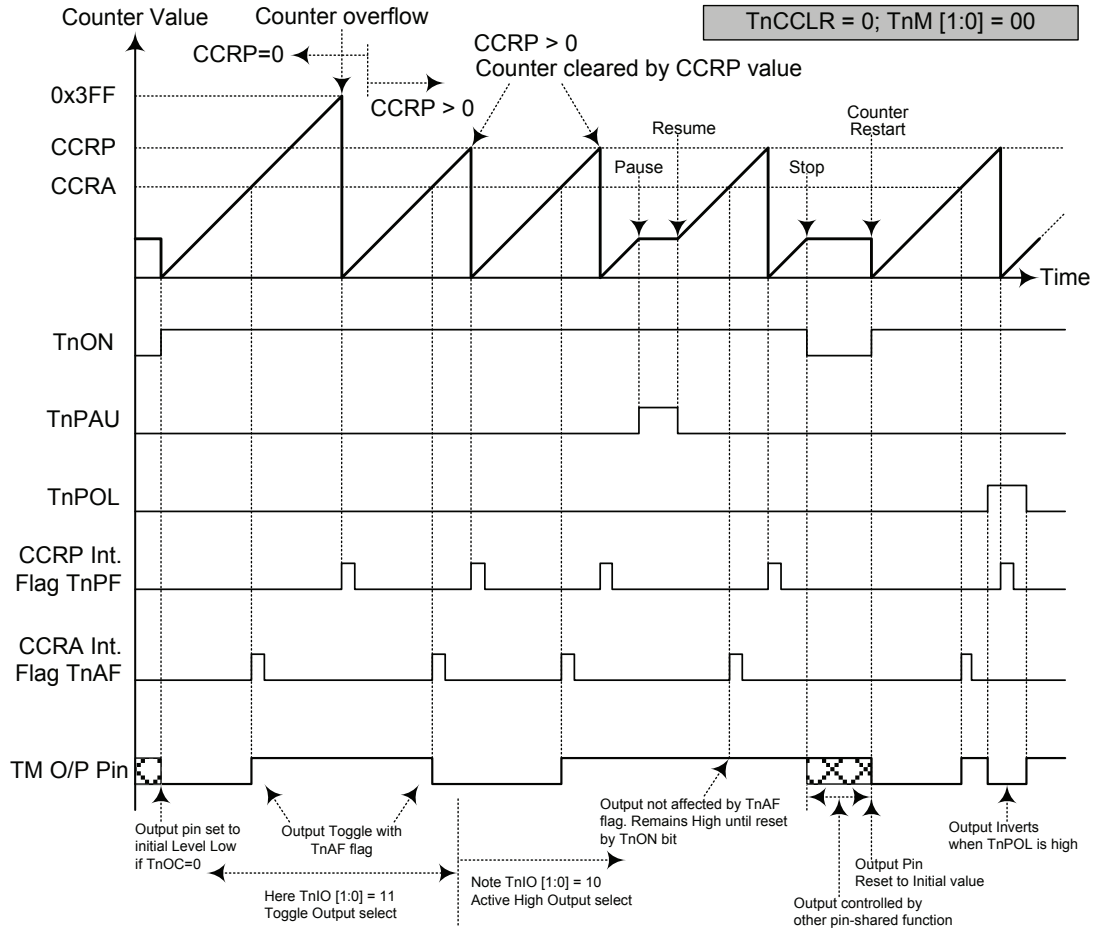 Counter Value
Counter overflow
TnCCLR = 0; TnM [1:0] = 00
CCRP=0
CCRP > 0
CCRP > 0
Counter cleared by CCRP value
0x3FF
CCRP
CCRA
Pause
Resume
Stop
Counter
Restart
Time
TnON
TnPAU
TnPOL
CCRP Int.
Flag TnPF
CCRA Int.
Flag TnAF
TM O/P Pin
Output pin set to
initial Level Low
if TnOC=0
Output Toggle with
TnAF flag
Here TnIO [1:0] = 11
Toggle Output select
Note TnIO [1:0] = 10
Active High Output select
Output not affected by TnAF
flag. Remains High until reset
by TnON bit
Output Pin
Reset to Initial value
Output controlled by
other pin-shared function
Output Inverts
when TnPOL is high